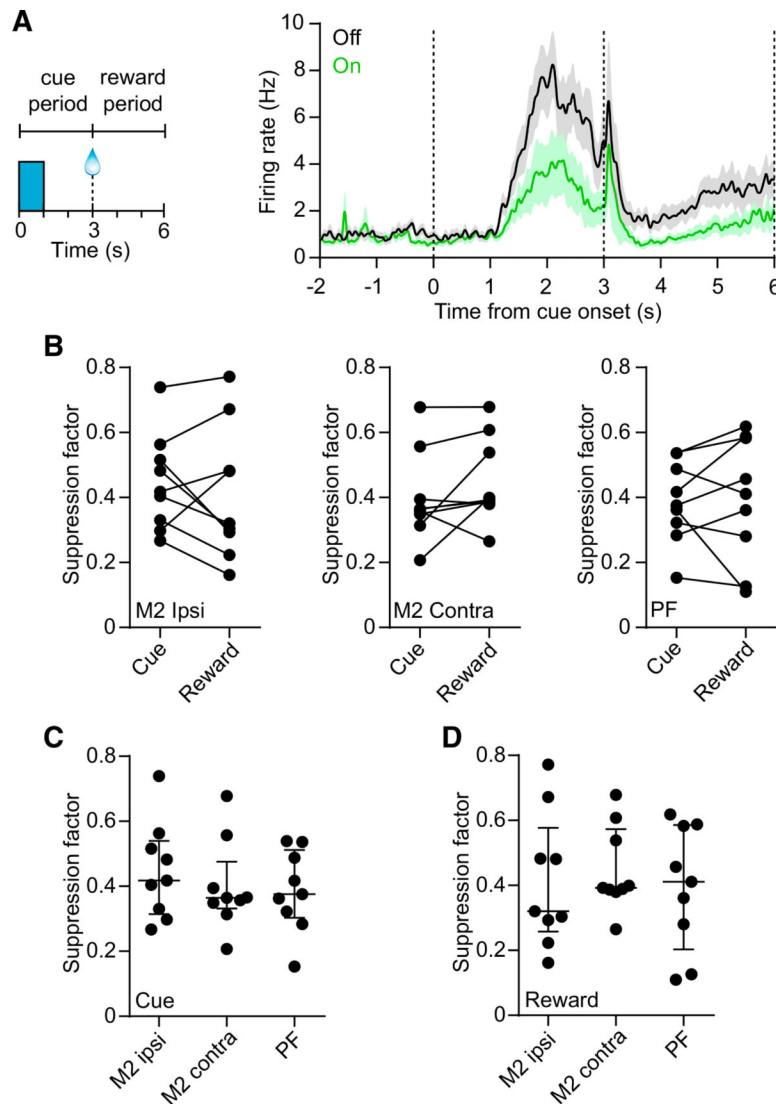 A
cue period
reward period
0 3 6
Time (s)
Off
On
10
8
6
4
2
0
Firing rate (Hz)
-2 -1 0 1 2 3 4 5 6
Time from cue onset (s)
B
0.8
0.6
0.4
0.2
0
Suppression factor
M2 Ipsi
Cue
Reward
0.8
0.6
0.4
0.2
0
Suppression factor
M2 Contra
Cue
Reward
0.8
0.6
0.4
0.2
0
Suppression factor
PF
Cue
Reward
C
0.8
0.6
0.4
0.2
0
Suppression factor
Cue
M2 ipsi
M2 contra
PF
D
0.8
0.6
0.4
0.2
0
Suppression factor
Reward
M2 ipsi
M2 contra
PF